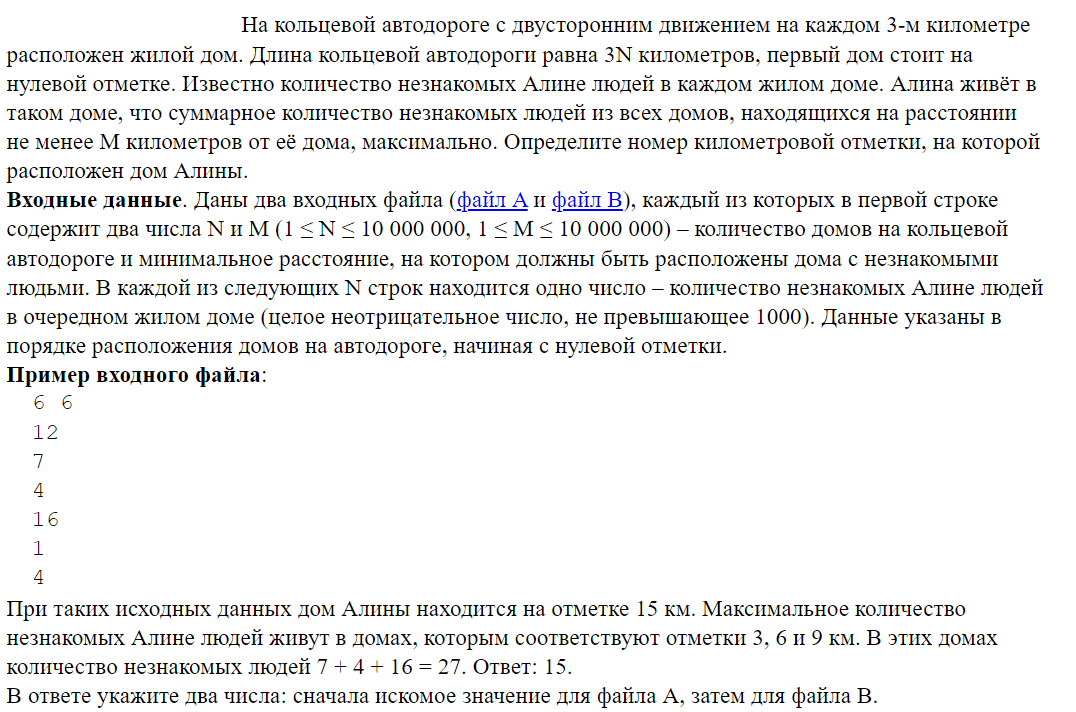 На кольцевой автодороге с двусторонним движением на каждом 3-м километре
расположен жилой дом. Длина кольцевой автодороги равна 3N километров, первый дом стоит на
нулевой отметке. Известно количество незнакомых Алине людей в каждом жилом доме. Алина живёт в
таком доме, что суммарное количество незнакомых людей из всех домов, находящихся на расстоянии
не менее M километров от её дома, максимально. Определите номер километровой отметки, на которой
расположен дом Алины.
Входные данные. Даны два входных файла (файл A и файл B), каждый из которых в первой строке
содержит два числа N и M (1 ≤ N ≤ 10 000 000, 1 ≤ M ≤ 10 000 000) – количество домов на кольцевой
автодороге и минимальное расстояние, на котором должны быть расположены дома с незнакомыми
людьми. В каждой из следующих N строк находится одно число – количество незнакомых Алине людей
в очередном жилом доме (целое неотрицательное число, не превышающее 1000). Данные указаны в
порядке расположения домов на автодороге, начиная с нулевой отметки.
Пример входного файла:
6 6
12
7
4
16
1
4
При таких исходных данных дом Алины находится на отметке 15 км. Максимальное количество
незнакомых Алине людей живут в домах, которым соответствуют отметки 3, 6 и 9 км. В этих домах
количество незнакомых людей 7 + 4 + 16 = 27. Ответ: 15.
В ответе укажите два числа: сначала искомое значение для файла А, затем для файла B.